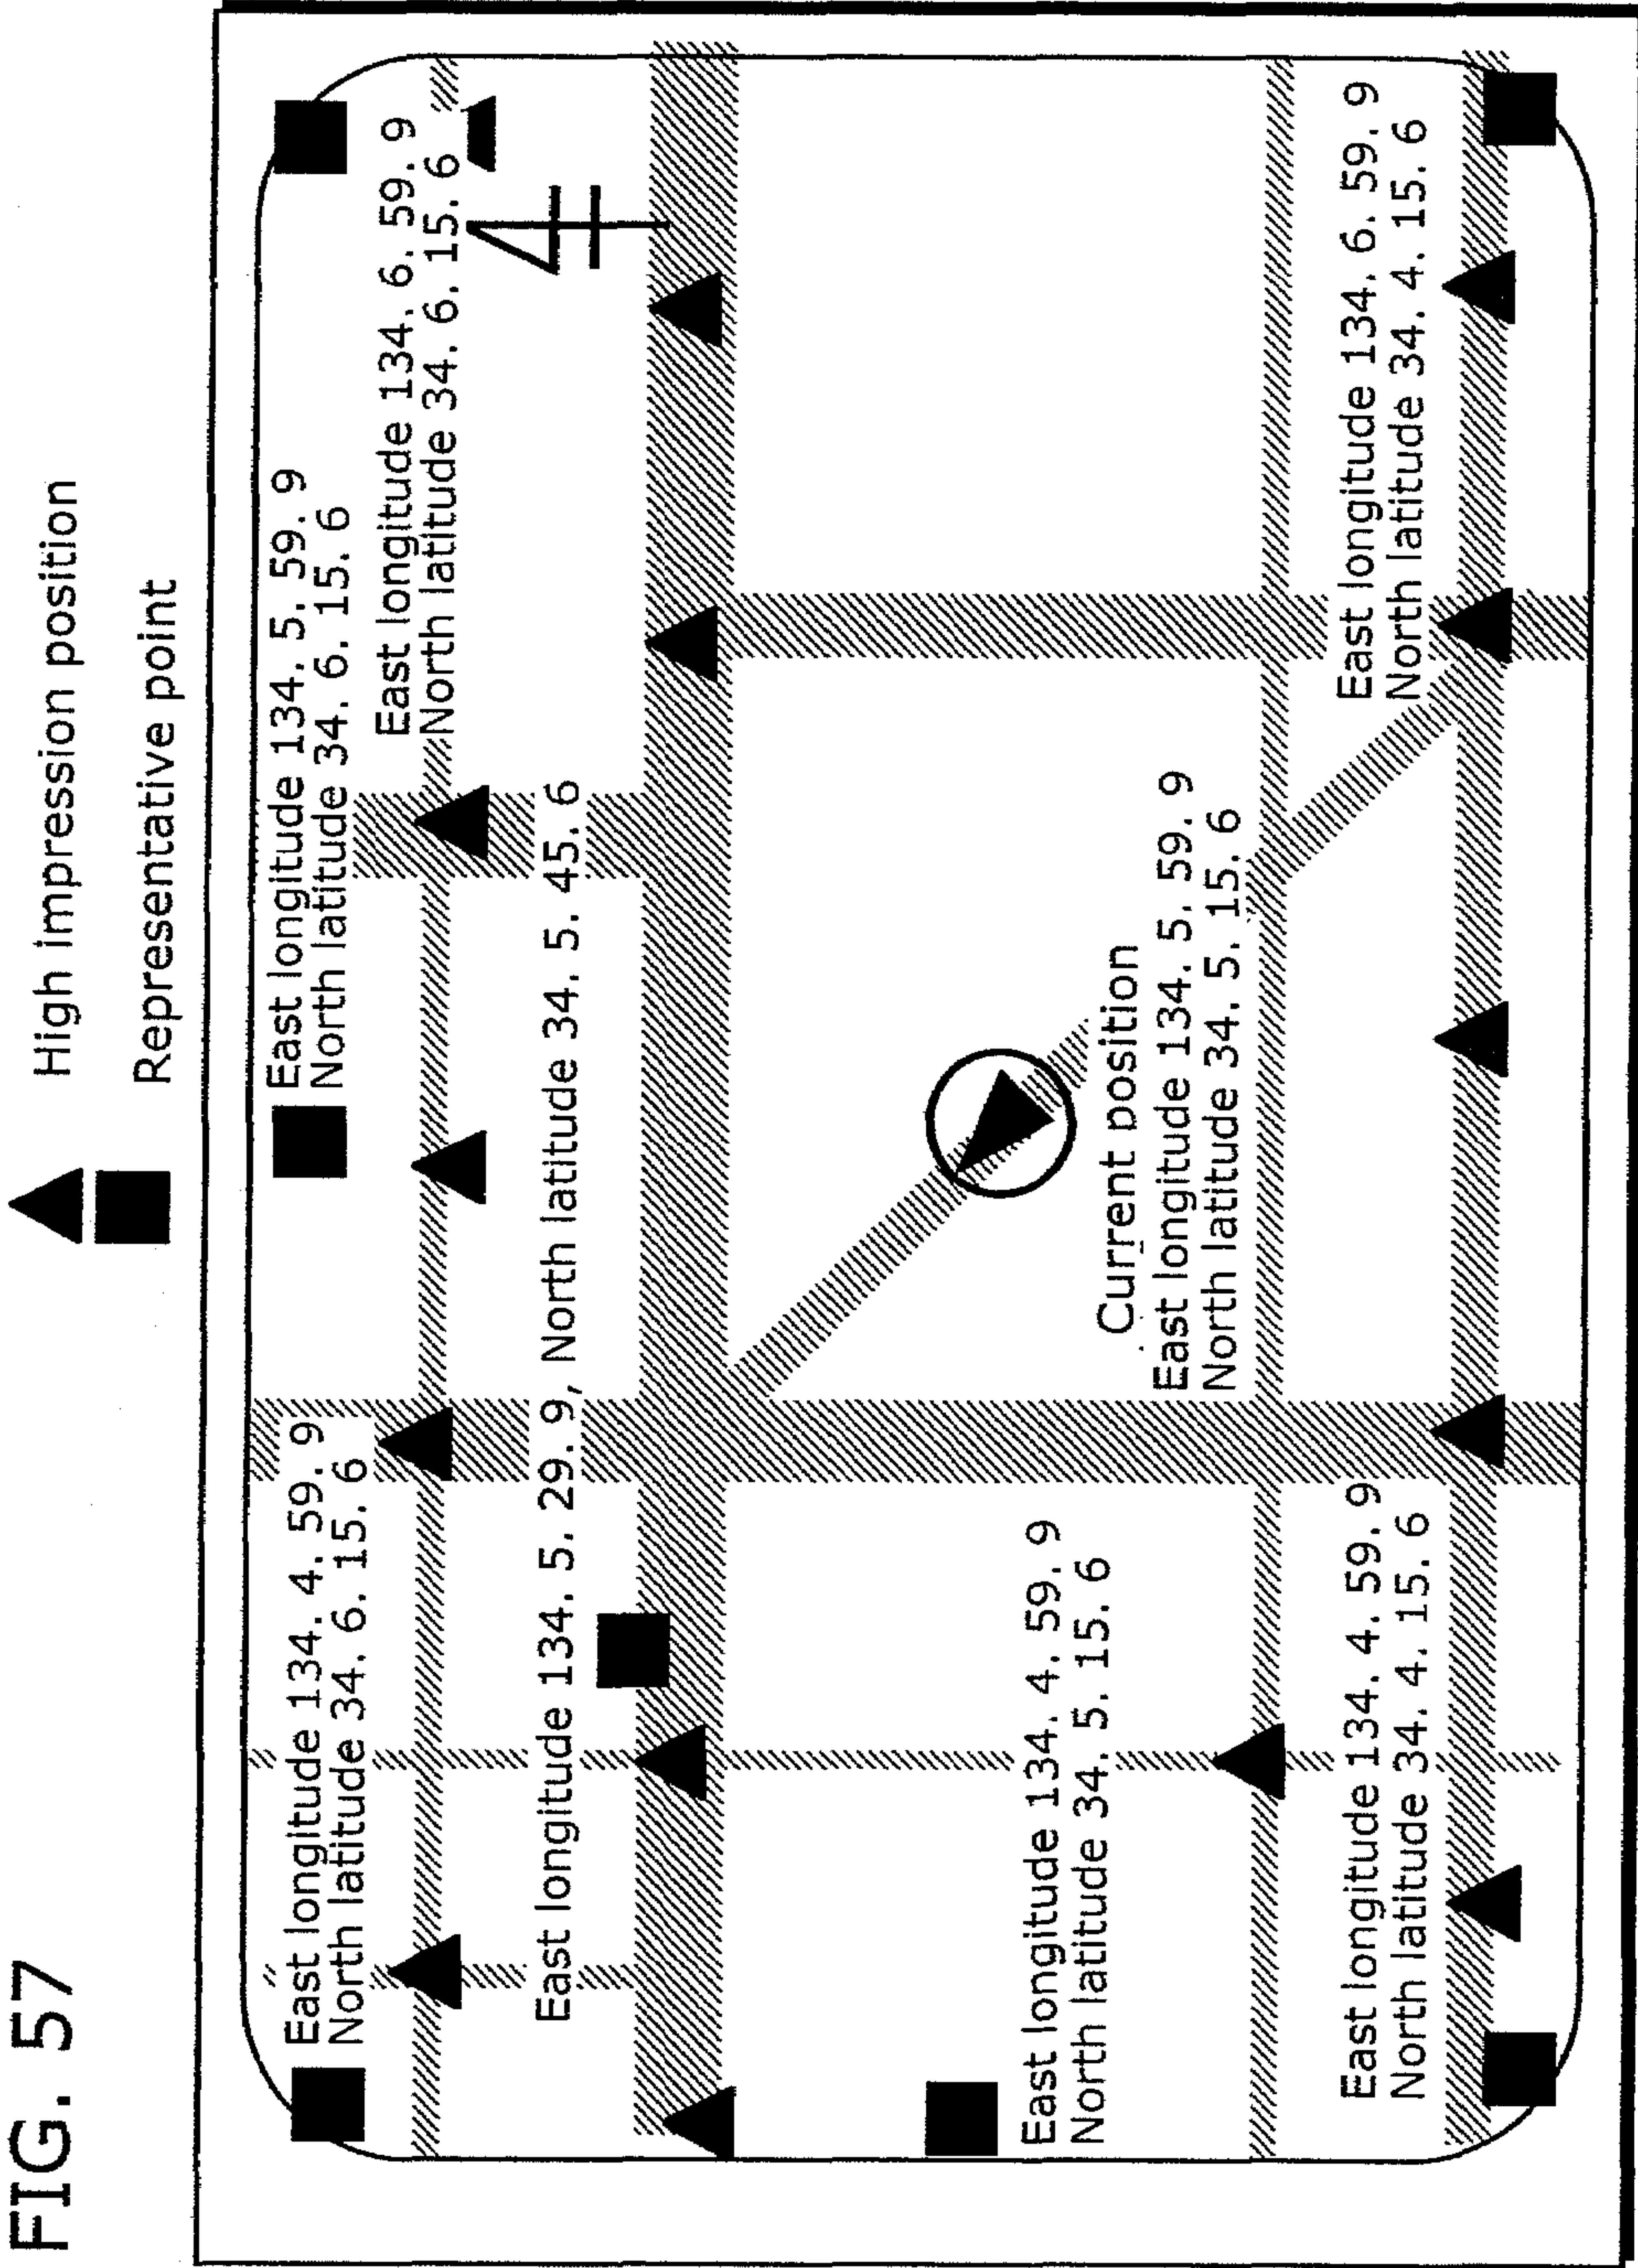 FIG. 57
High impression position
Representative point
East longitude 134. 4. 59. 9
North latitude 34. 6. 15. 6
East longitude 134. 5. 59. 9
North latitude 34. 6. 15. 6
East longitude 134. 6. 59. 9
North latitude 34. 6. 15. 6
East longitude 134. 5. 29. 9, North latitude 34. 5. 45. 6
Current position
East longitude 134. 5. 59. 9
North latitude 34. 5. 15. 6
East longitude 134. 4. 59. 9
North latitude 34. 5. 15. 6
East longitude 134. 4. 59. 9
North latitude 34. 4. 15. 6
East longitude 134. 6. 59. 9
North latitude 34. 4. 15. 6